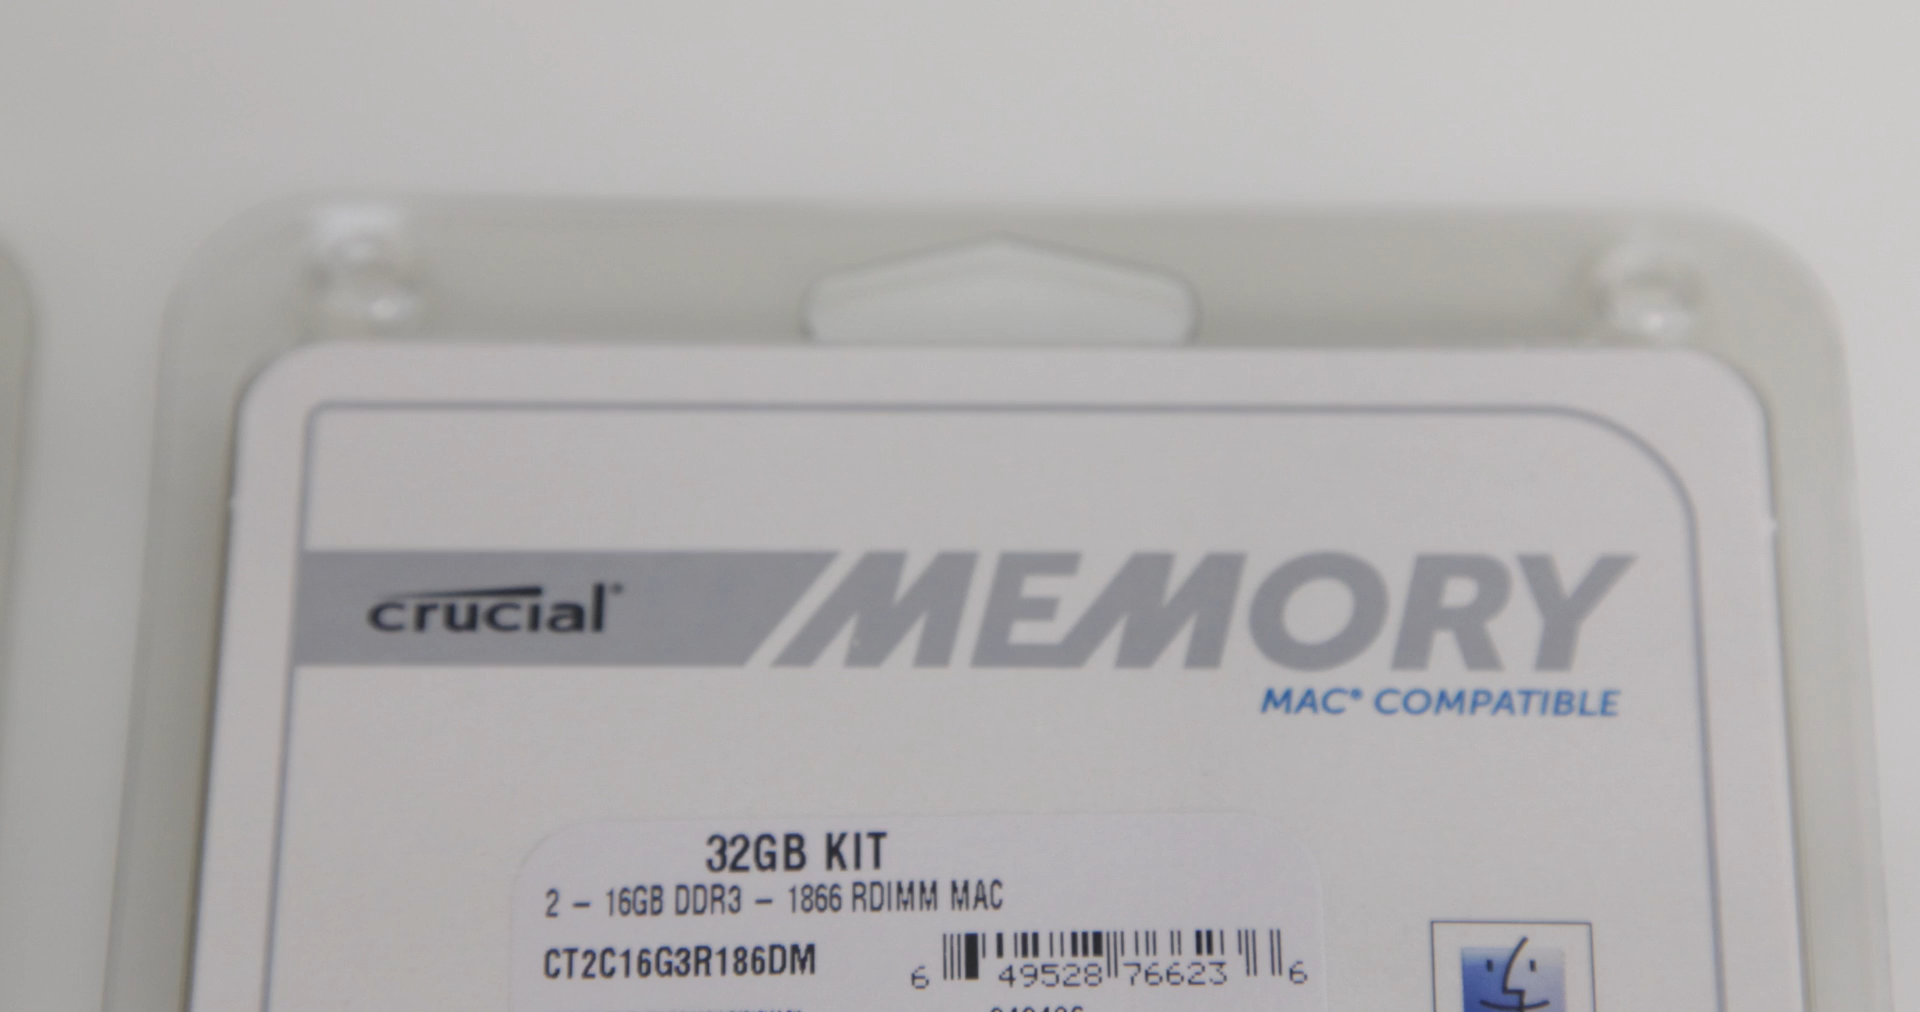 crucial MEMORY
MAC® COMPATIBLE
32GB KIT
2 – 16GB DDR3 – 1866 RDIMM MAC
CT2C16G3R186DM
6 49528 76623 6